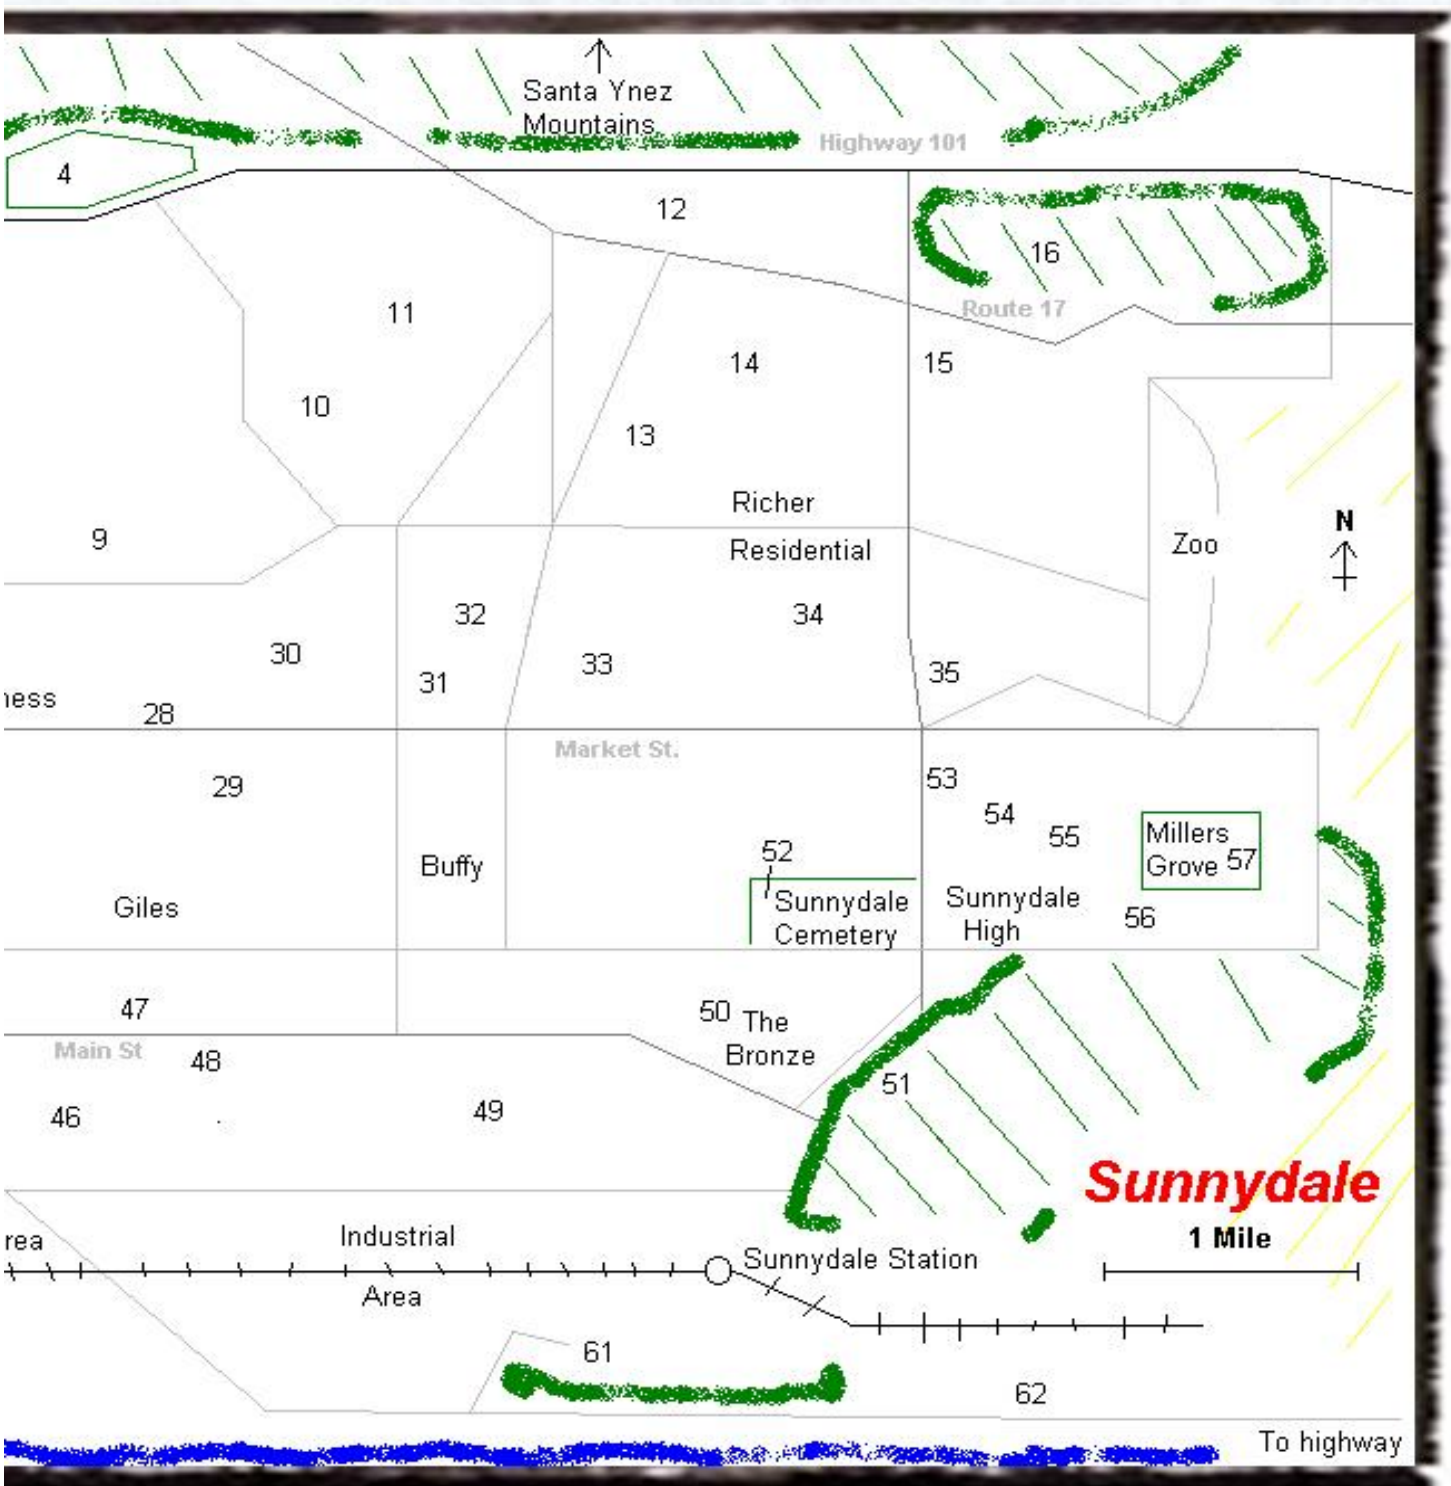 Santa Ynez
Mountains
Highway 101
4
12
16
11
Route 17
14
15
10
13
Richer
N
9
Residential
Zoo
32
34
30
33
31
35
ness
28
Market St.
29
53
54
55
Millers
52
Grove 57
Buffy
Giles
Sunnydale
Cemetery
Sunnydale
High
56
47
50 The
Bronze
Main St
48
51
46
49
Sunnydale
1 Mile
rea
Industrial
Sunnydale Station
Area
61
62
To highway